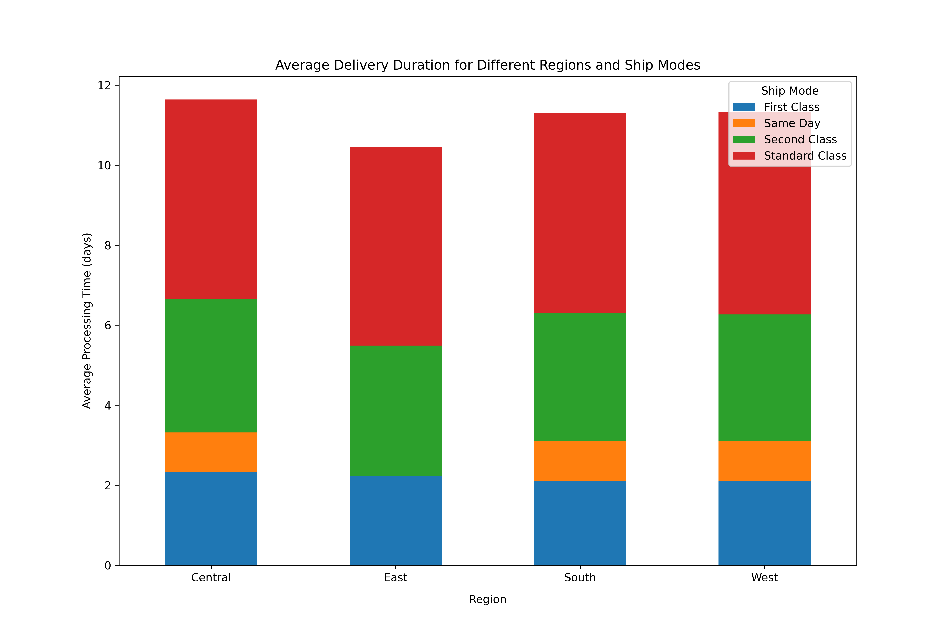 Average Delivery Duration for Different Regions and Ship Modes
Ship Mode
First Class
Same Day
Second Class
Standard Class
Average Processing Time (days)
12
10
8
6
4
2
0
Central East South West
Region